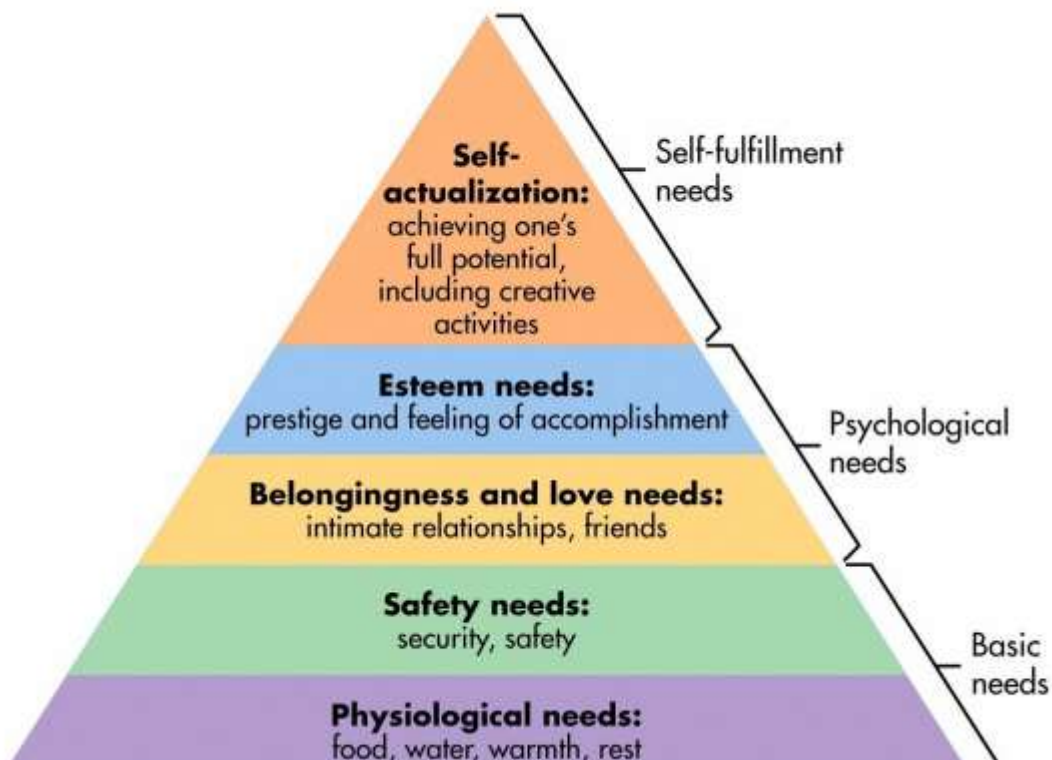 Self-
actualization:
achieving one's
full potential,
including creative
activities
Self-fulfillment
needs
Esteem needs:
prestige and feeling of accomplishment
Psychological
needs
Belongingness and love needs:
intimate relationships, friends
Safety needs:
security, safety
Basic
needs
Physiological needs:
food, water, warmth, rest